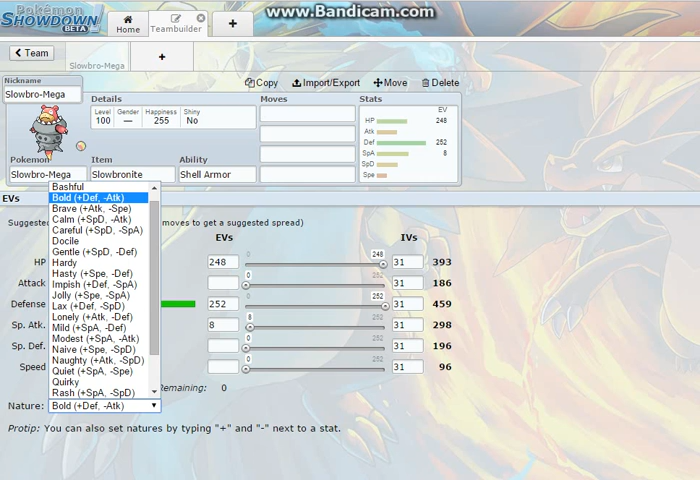 www.Bandicam.com
Pokémon
SHOWDOWN
BETA
Home
Teambuilder
+
< Team
Slowbro-Mega
+
Copy Import/Export Move Delete
Nickname
Slowbro-Mega
Details
Level Gender Happiness Shiny
100 — 255 No
Moves
Stats
EV
HP 248
Atk
Def 252
SpA 8
SpD
Spe
Pokemon Item Ability
Slowbro-Mega Slowbronite Shell Armor
EVs
Suggeste
moves to get a suggested spread)
Bashful
Bold (+Def, -Atk)
Brave (+Atk, -Spe)
Calm (+SpD, -Atk)
Careful (+SpD, -SpA)
Docile
Gentle (+SpD, -Def)
Hardy
Hasty (+Spe, -Def)
Impish (+Def, -SpA)
Jolly (+Spe, -SpA)
Lax (+Def, -SpD)
Lonely (+Atk, -Def)
Mild (+SpA, -Def)
Modest (+SpA, -Atk)
Naive (+Spe, -SpD)
Naughty (+Atk, -SpD)
Quiet (+SpA, -Spe)
Quirky
Rash (+SpA, -SpD)
EVs IVs
HP 248 0 248 31 393
Attack 0 252 31 186
Defense 252 0 252 31 459
Sp. Atk. 8 8 252 31 298
Sp. Def. 0 252 31 196
Speed 0 252 31 96
Remaining: 0
Nature: Bold (+Def, -Atk)
Protip: You can also set natures by typing "+" and "-" next to a stat.